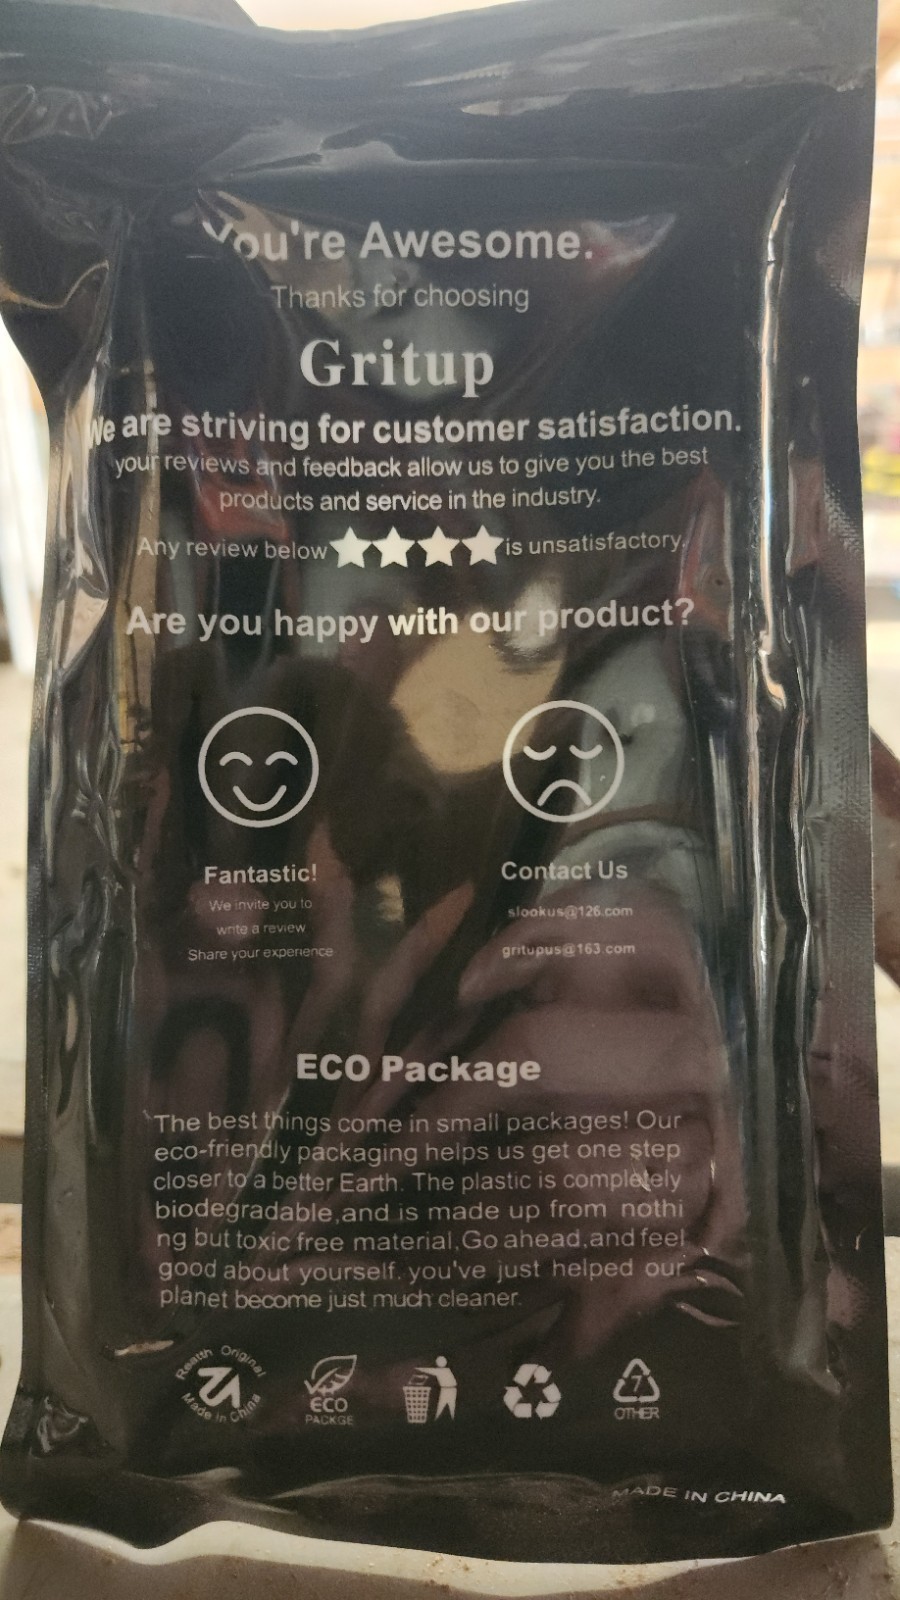 You're Awesome.
Thanks for choosing
Gritup
We are striving for customer satisfaction.
your reviews and feedback allow us to give you the best
products and service in the industry.
Any review below ★★★★ is unsatisfactory.
Are you happy with our product?
Fantastic!
We invite you to
write a review
Share your experience
Contact Us
slookus@126.com
gritupus@163.com
ECO Package
The best things come in small packages! Our
eco-friendly packaging helps us get one step
closer to a better Earth. The plastic is completely
biodegradable,and is made up from nothi
ng but toxic free material,Go ahead,and feel
good about yourself. you've just helped our
planet become just much cleaner.
Original
Made in China
ECO
PACKGE
7
OTHER
MADE IN CHINA